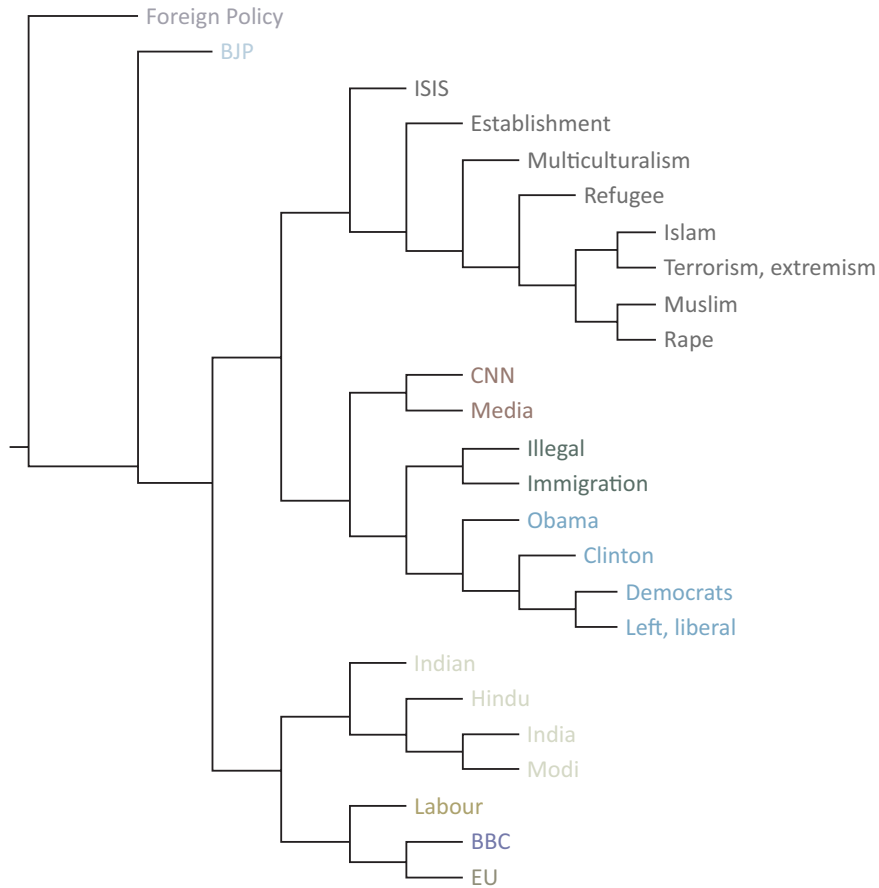 Foreign Policy
BJP
ISIS
Establishment
Multiculturalism
Refugee
Islam
Terrorism, extremism
Muslim
Rape
CNN
Media
Illegal
Immigration
Obama
Clinton
Democrats
Left, liberal
Indian
Hindu
India
Modi
Labour
BBC
EU